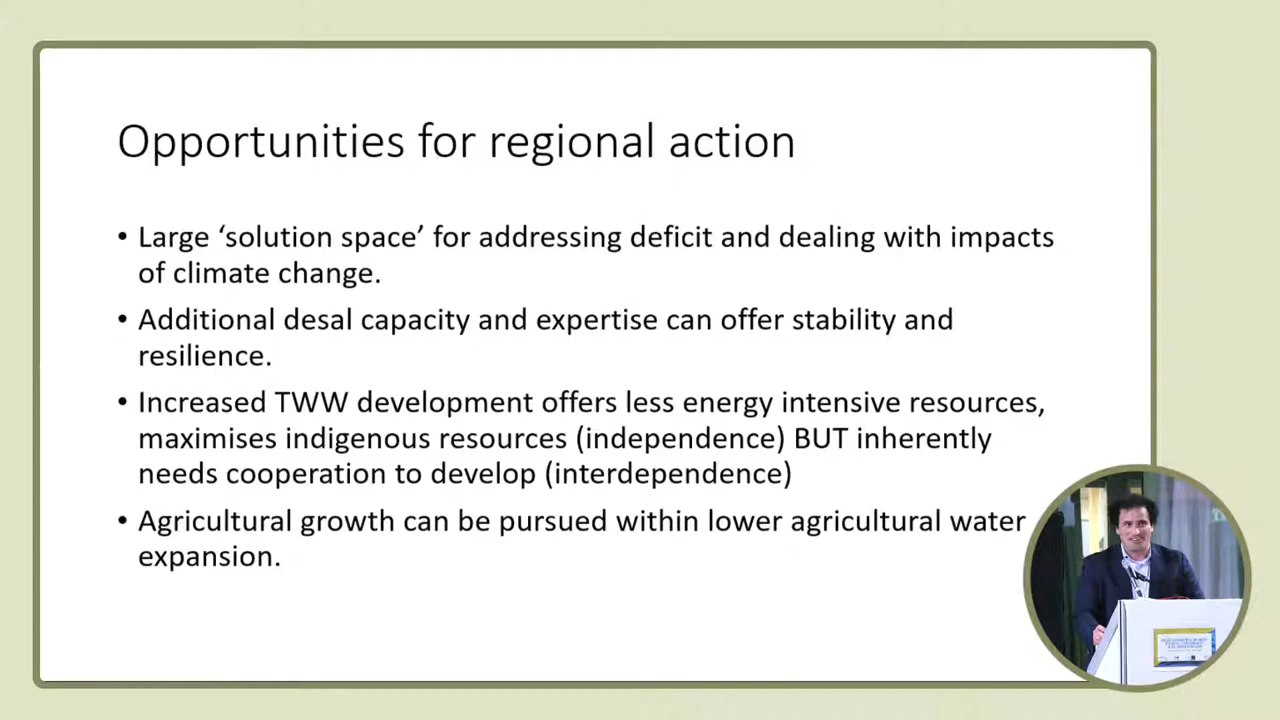 Opportunities for regional action
• Large ‘solution space’ for addressing deficit and dealing with impacts
of climate change.
• Additional desal capacity and expertise can offer stability and
resilience.
• Increased TWW development offers less energy intensive resources,
maximises indigenous resources (independence) BUT inherently
needs cooperation to develop (interdependence)
• Agricultural growth can be pursued within lower agricultural water
expansion.